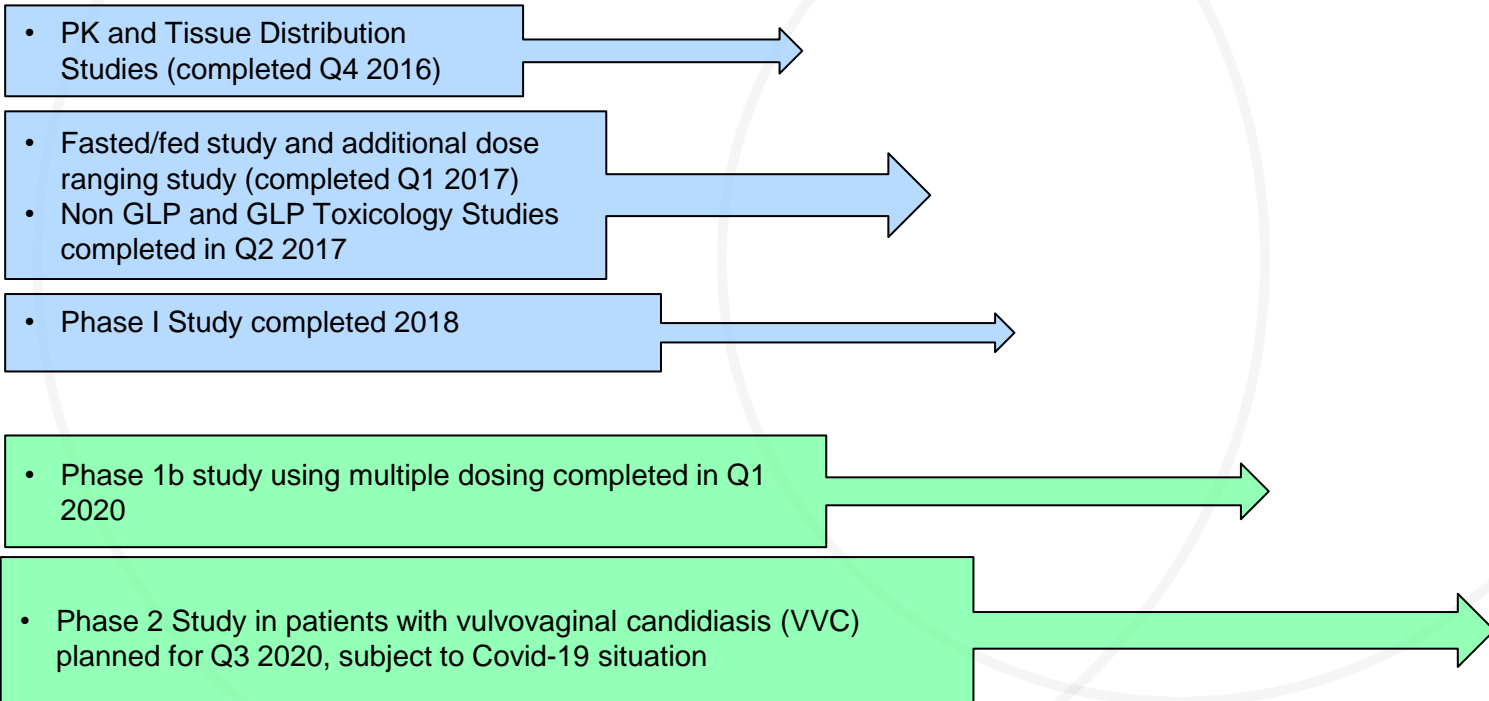 • PK and Tissue Distribution
Studies (completed Q4 2016)
• Fasted/fed study and additional dose
ranging study (completed Q1 2017)
• Non GLP and GLP Toxicology Studies
completed in Q2 2017
• Phase I Study completed 2018
• Phase 1b study using multiple dosing completed in Q1
2020
• Phase 2 Study in patients with vulvovaginal candidiasis (VVC)
planned for Q3 2020, subject to Covid-19 situation